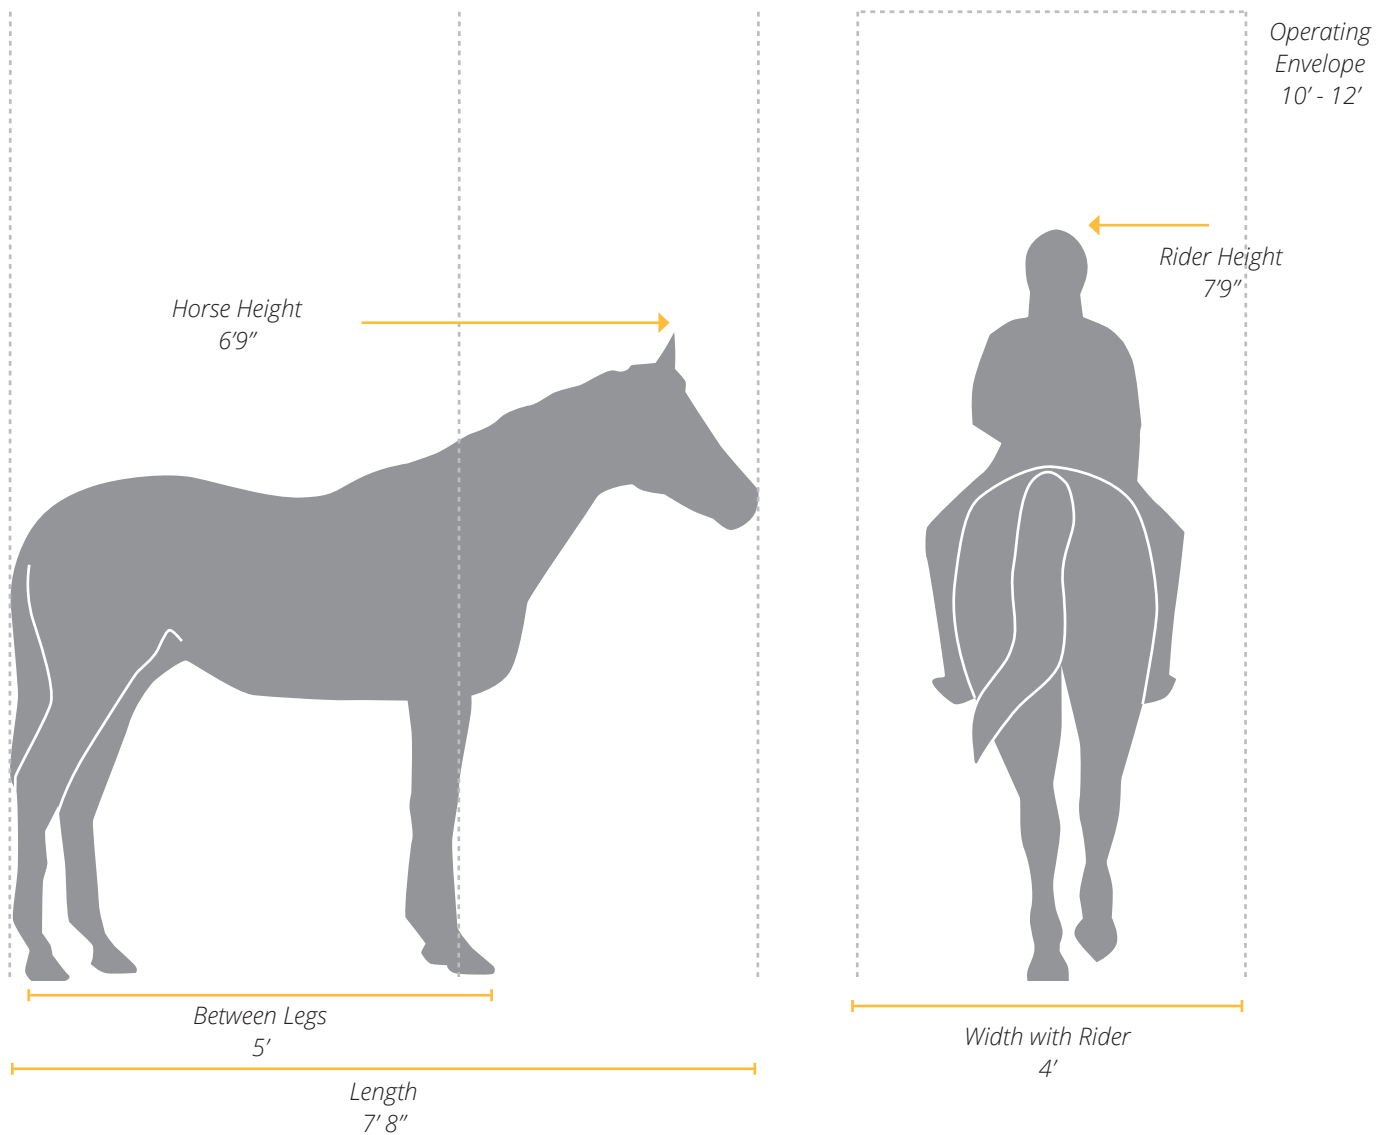 Operating
Envelope
10’ - 12’
Rider Height
7’9”
Horse Height
6’9”
Between Legs
5’
Length
7’ 8”
Width with Rider
4’